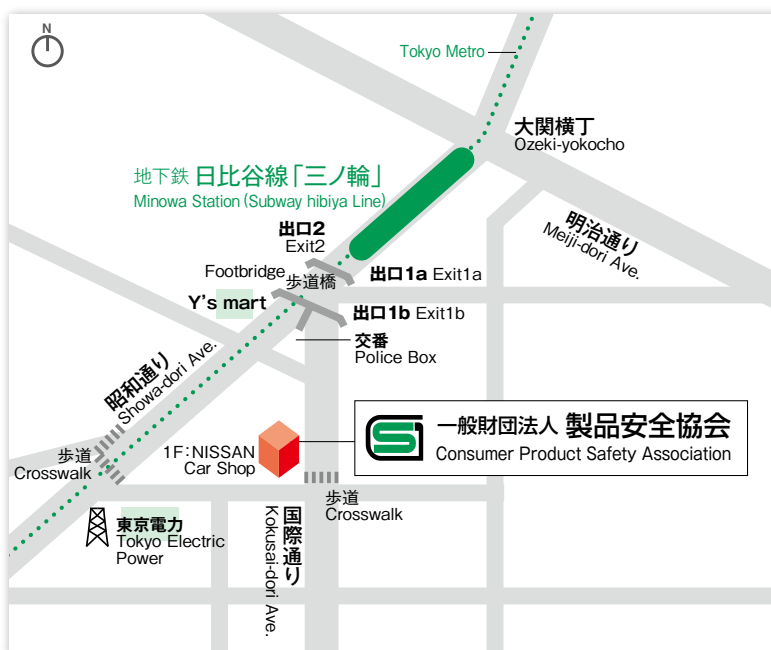 N
Tokyo Metro
大関横丁
Ozeki-yokocho
地下鉄 日比谷線「三ノ輪」
Minowa Station (Subway hibiya Line)
明治通り
Meiji-dori Ave.
出口2
Exit2
Footbridge 歩道橋
出口1a Exit1a
Y's mart
出口1b Exit1b
交番
Police Box
昭和通り
Showa-dori Ave.
一般財団法人 製品安全協会
Consumer Product Safety Association
1F:NISSAN
Car Shop
歩道
Crosswalk
歩道
Crosswalk
東京電力
Tokyo Electric
Power
国際通り
Kokusai-dori Ave.